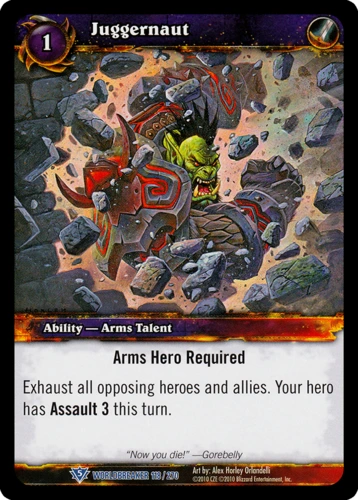 Juggernaut
1
Ability — Arms Talent
Arms Hero Required
Exhaust all opposing heroes and allies. Your hero
has Assault 3 this turn.
"Now you die!" —Gorebelly
5 WORLDBREAKER 113 / 270
Art by: Alex Horley Orlandelli
©2010 CZE ©2010 Blizzard Entertainment, Inc.